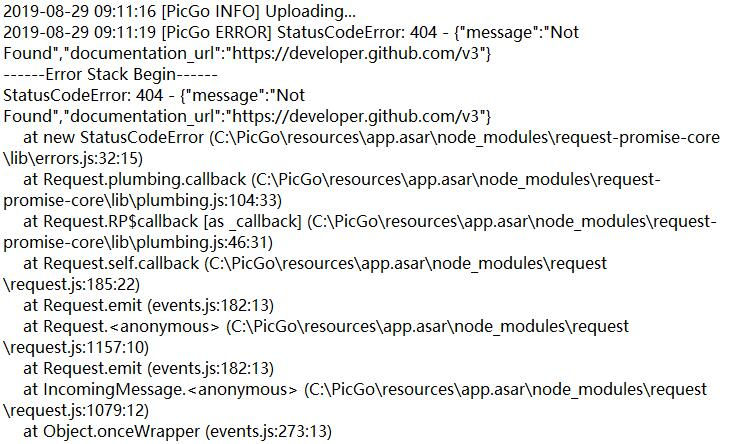 2019-08-29 09:11:16 [PicGo INFO] Uploading...
2019-08-29 09:11:19 [PicGo ERROR] StatusCodeError: 404 - {"message":"Not
Found","documentation_url":"https://developer.github.com/v3"}
------Error Stack Begin------
StatusCodeError: 404 - {"message":"Not
Found","documentation_url":"https://developer.github.com/v3"}
at new StatusCodeError (C:\PicGo\resources\app.asar\node_modules\request-promise-core
\lib\errors.js:32:15)
at Request.plumbing.callback (C:\PicGo\resources\app.asar\node_modules\request-
promise-core\lib\plumbing.js:104:33)
at Request.RP$callback [as _callback] (C:\PicGo\resources\app.asar\node_modules\request-
promise-core\lib\plumbing.js:46:31)
at Request.self.callback (C:\PicGo\resources\app.asar\node_modules\request
\request.js:185:22)
at Request.emit (events.js:182:13)
at Request.<anonymous> (C:\PicGo\resources\app.asar\node_modules\request
\request.js:1157:10)
at Request.emit (events.js:182:13)
at IncomingMessage.<anonymous> (C:\PicGo\resources\app.asar\node_modules\request
\request.js:1079:12)
at Object.onceWrapper (events.js:273:13)